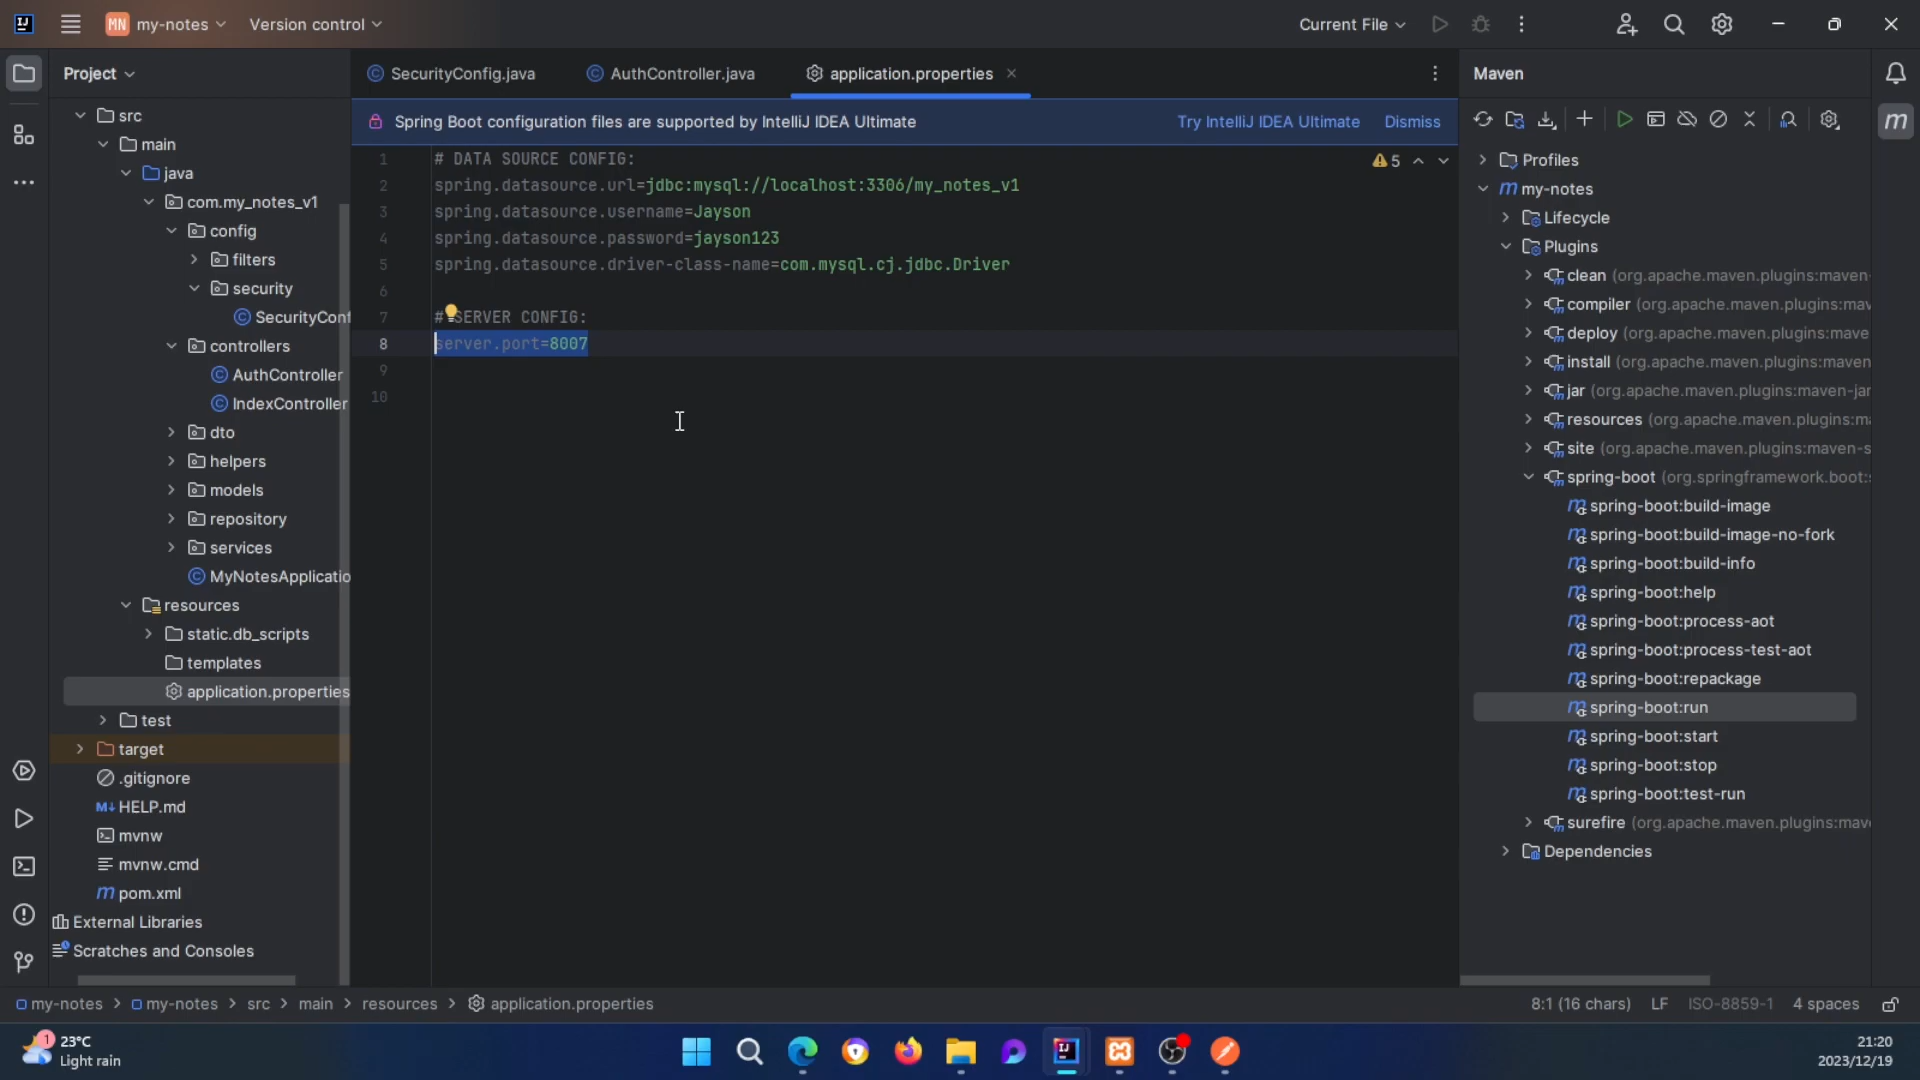 MN my-notes
Version control
Current File
Project
src
main
java
com.my_notes_v1
config
filters
security
SecurityConf
controllers
AuthController
IndexController
dto
helpers
models
repository
services
MyNotesApplicatio
resources
static.db_scripts
templates
application.properties
test
target
.gitignore
HELP.md
mvnw
mvnw.cmd
pom.xml
External Libraries
Scratches and Consoles
SecurityConfig.java
AuthController.java
application.properties
Spring Boot configuration files are supported by IntelliJ IDEA Ultimate
Try IntelliJ IDEA Ultimate
Dismiss
5
1 # DATA SOURCE CONFIG:
2 spring.datasource.url=jdbc:mysql://localhost:3306/my_notes_v1
3 spring.datasource.username=Jayson
4 spring.datasource.password=jayson123
5 spring.datasource.driver-class-name=com.mysql.cj.jdbc.Driver
6
7 # SERVER CONFIG:
8 server.port=8007
9
10
Maven
Profiles
my-notes
Lifecycle
Plugins
clean (org.apache.maven.plugins:maven-
compiler (org.apache.maven.plugins:mav
deploy (org.apache.maven.plugins:mave
install (org.apache.maven.plugins:maven
jar (org.apache.maven.plugins:maven-jar
resources (org.apache.maven.plugins:ma
site (org.apache.maven.plugins:maven-s
spring-boot (org.springframework.boot:s
spring-boot:build-image
spring-boot:build-image-no-fork
spring-boot:build-info
spring-boot:help
spring-boot:process-aot
spring-boot:process-test-aot
spring-boot:repackage
spring-boot:run
spring-boot:start
spring-boot:stop
spring-boot:test-run
surefire (org.apache.maven.plugins:mave
Dependencies
my-notes > my-notes > src > main > resources > application.properties
8:1 (16 chars)
LF
ISO-8859-1
4 spaces
1
23°C
Light rain
21:20
2023/12/19